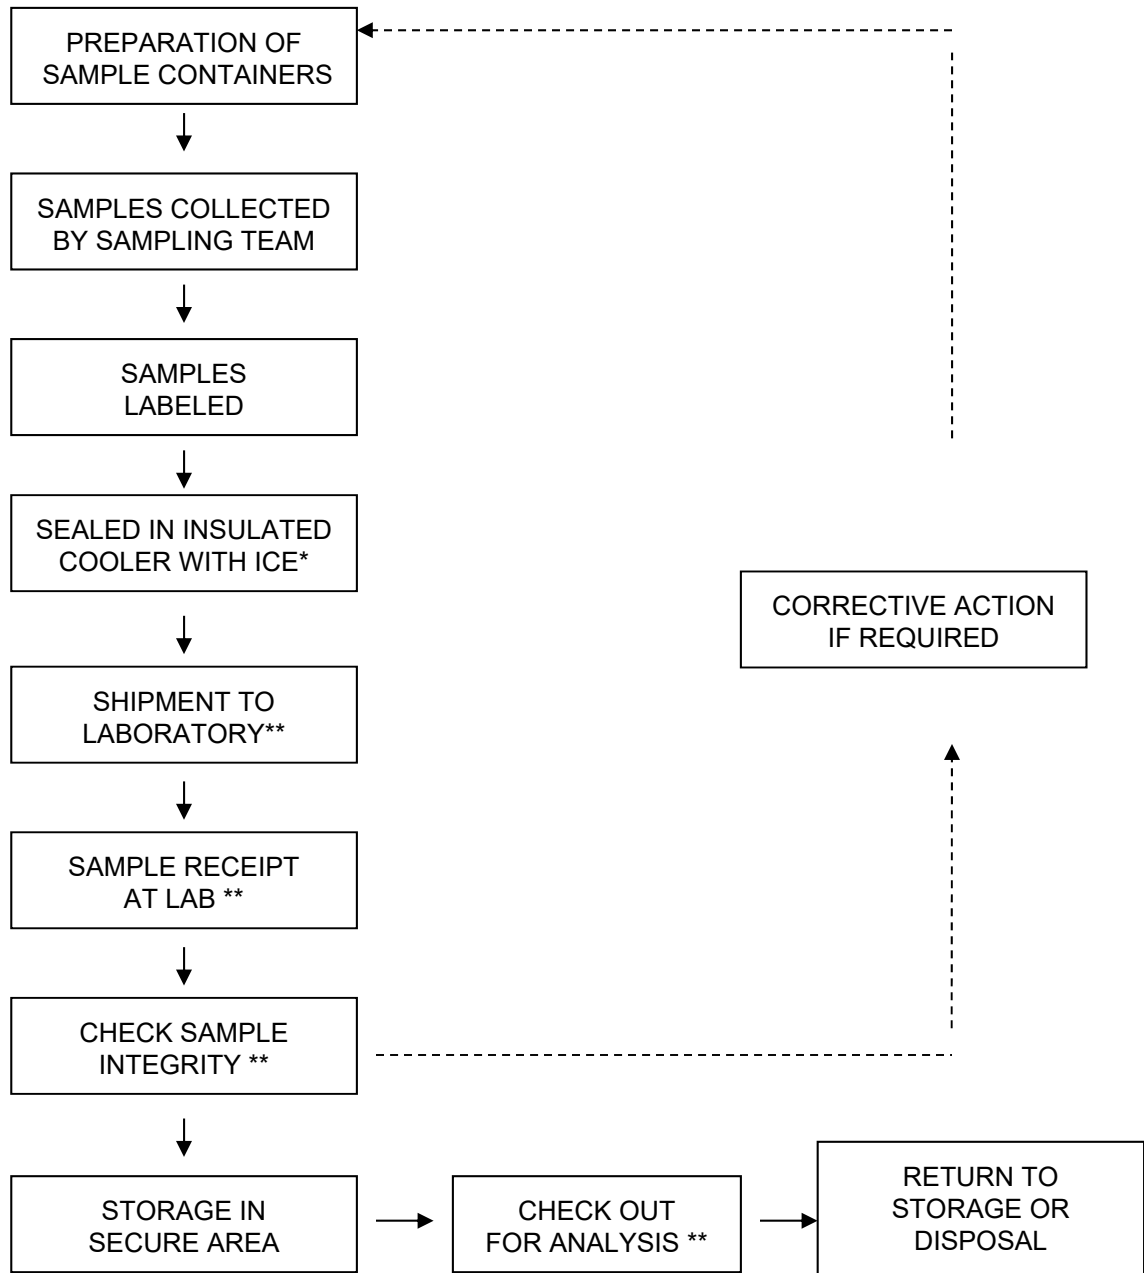 PREPARATION OF
SAMPLE CONTAINERS
SAMPLES COLLECTED
BY SAMPLING TEAM
SAMPLES
LABELED
SEALED IN INSULATED
COOLER WITH ICE*
CORRECTIVE ACTION
IF REQUIRED
SHIPMENT TO
LABORATORY**
SAMPLE RECEIPT
AT LAB **
CHECK SAMPLE
INTEGRITY **
STORAGE IN
SECURE AREA
CHECK OUT
FOR ANALYSIS **
RETURN TO
STORAGE OR
DISPOSAL